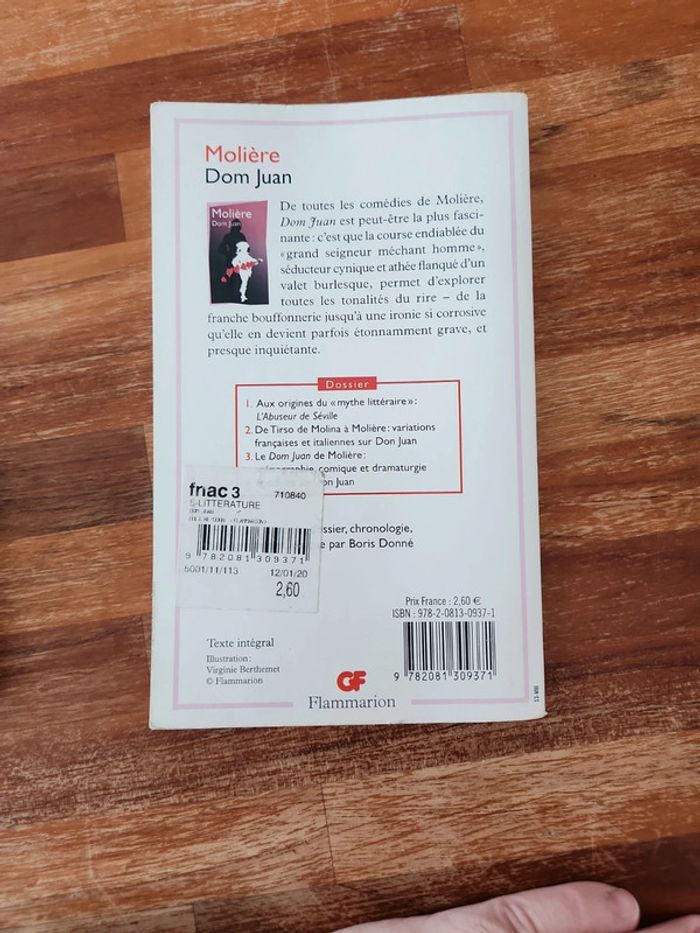 Molière
Dom Juan
Molière
Dom Juan
De toutes les comédies de Molière,
Dom Juan est peut-être la plus fasci-
nante : c'est que la course endiablée du
« grand seigneur méchant homme »,
séducteur cynique et athée flanqué d'un
valet burlesque, permet d'explorer
toutes les tonalités du rire – de la
franche bouffonnerie jusqu'à une ironie si corrosive
qu'elle en devient parfois étonnamment grave, et
presque inquiétante.
Dossier
1. Aux origines du « mythe littéraire » :
L'Abuseur de Séville
2. De Tirso de Molina à Molière : variations
françaises et italiennes sur Don Juan
3. Le Dom Juan de Molière :
comique et dramaturgie
Juan
fnac 3 710840
5-LITTERATURE
DOM JUAN
9 782081 309371
5001/11/113 12/01/20
2,60
dossier, chronologie,
par Boris Donné
Prix France : 2,60 €
ISBN : 978-2-0813-0937-1
9 782081 309371
Texte intégral
Illustration :
Virginie Berthemet
© Flammarion
GF
Flammarion